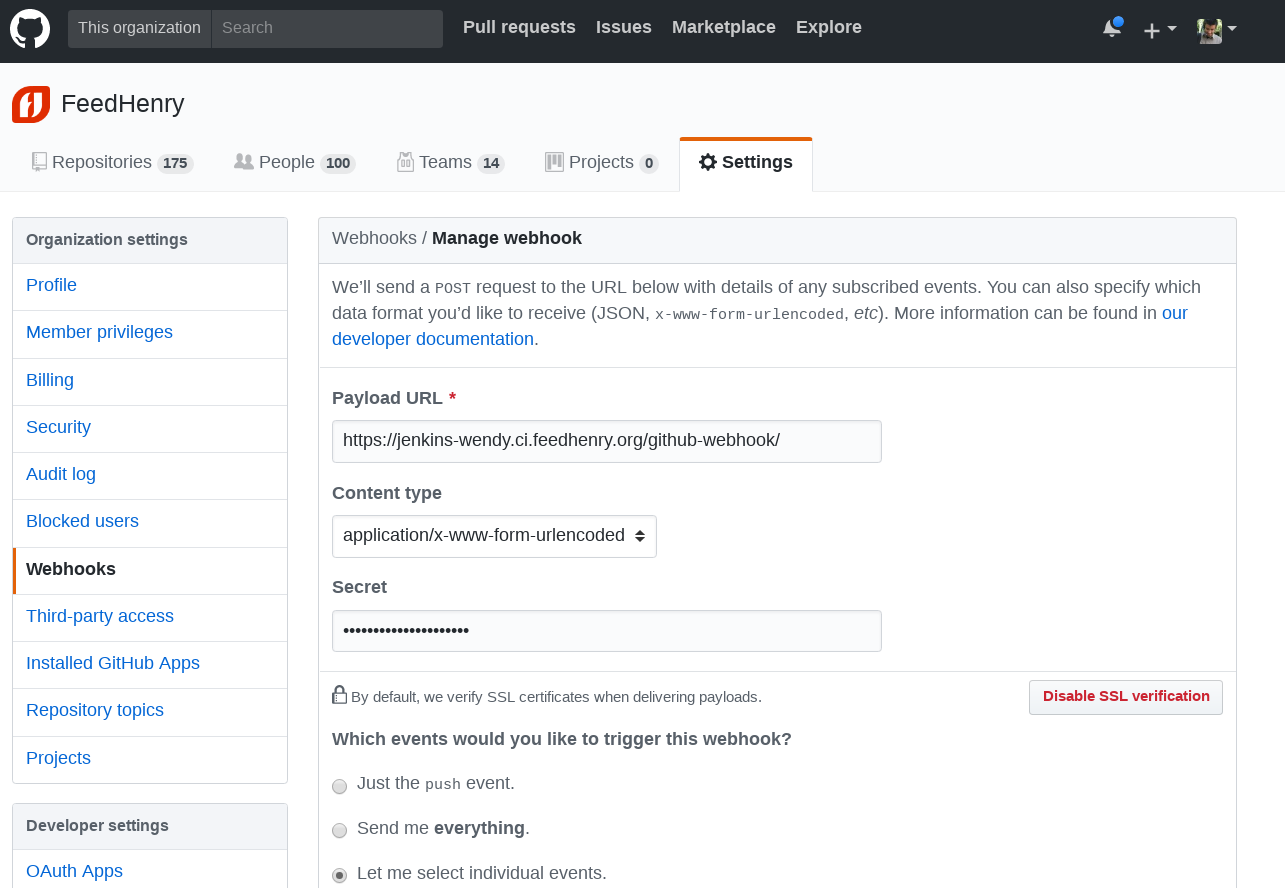 This organization Search Pull requests Issues Marketplace Explore
FeedHenry
Repositories 175 People 100 Teams 14 Projects 0 Settings
Organization settings
Profile
Member privileges
Billing
Security
Audit log
Blocked users
Webhooks
Third-party access
Installed GitHub Apps
Repository topics
Projects
Developer settings
OAuth Apps
Webhooks / Manage webhook
We’ll send a POST request to the URL below with details of any subscribed events. You can also specify which
data format you’d like to receive (JSON, x-www-form-urlencoded, etc). More information can be found in our
developer documentation.
Payload URL *
https://jenkins-wendy.ci.feedhenry.org/github-webhook/
Content type
application/x-www-form-urlencoded
Secret
•••••••••••••••••••••
By default, we verify SSL certificates when delivering payloads. Disable SSL verification
Which events would you like to trigger this webhook?
Just the push event.
Send me everything.
Let me select individual events.